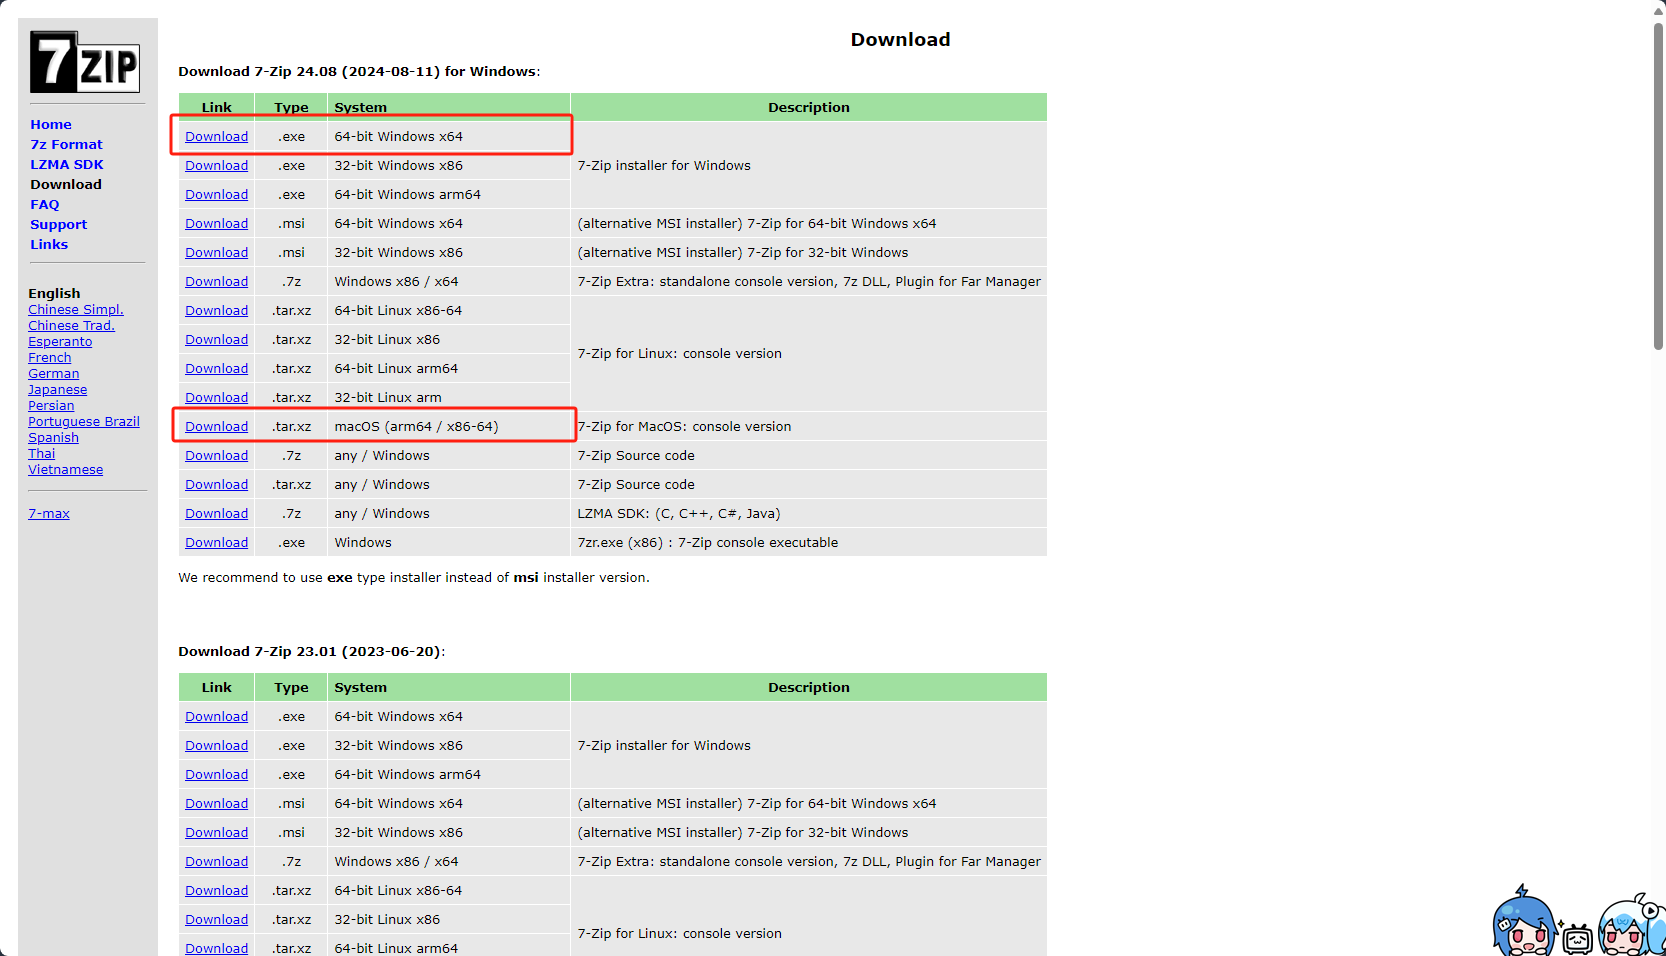 7ZIP
Home
7z Format
LZMA SDK
Download
FAQ
Support
Links
English
Chinese Simpl.
Chinese Trad.
Esperanto
French
German
Japanese
Persian
Portuguese Brazil
Spanish
Thai
Vietnamese
7-max
Download
Download 7-Zip 24.08 (2024-08-11) for Windows:
Link Type System Description
Download .exe 64-bit Windows x64
Download .exe 32-bit Windows x86 7-Zip installer for Windows
Download .exe 64-bit Windows arm64
Download .msi 64-bit Windows x64 (alternative MSI installer) 7-Zip for 64-bit Windows x64
Download .msi 32-bit Windows x86 (alternative MSI installer) 7-Zip for 32-bit Windows
Download .7z Windows x86 / x64 7-Zip Extra: standalone console version, 7z DLL, Plugin for Far Manager
Download .tar.xz 64-bit Linux x86-64
Download .tar.xz 32-bit Linux x86
7-Zip for Linux: console version
Download .tar.xz 64-bit Linux arm64
Download .tar.xz 32-bit Linux arm
Download .tar.xz macOS (arm64 / x86-64) 7-Zip for MacOS: console version
Download .7z any / Windows 7-Zip Source code
Download .tar.xz any / Windows 7-Zip Source code
Download .7z any / Windows LZMA SDK: (C, C++, C#, Java)
Download .exe Windows 7zr.exe (x86) : 7-Zip console executable
We recommend to use exe type installer instead of msi installer version.
Download 7-Zip 23.01 (2023-06-20):
Link Type System Description
Download .exe 64-bit Windows x64
Download .exe 32-bit Windows x86 7-Zip installer for Windows
Download .exe 64-bit Windows arm64
Download .msi 64-bit Windows x64 (alternative MSI installer) 7-Zip for 64-bit Windows x64
Download .msi 32-bit Windows x86 (alternative MSI installer) 7-Zip for 32-bit Windows
Download .7z Windows x86 / x64 7-Zip Extra: standalone console version, 7z DLL, Plugin for Far Manager
Download .tar.xz 64-bit Linux x86-64
Download .tar.xz 32-bit Linux x86
7-Zip for Linux: console version
Download .tar.xz 64-bit Linux arm64